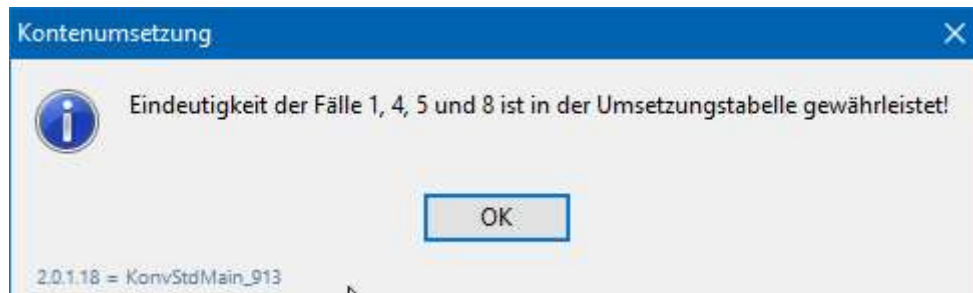 Kontenumsetzung
Eindeutigkeit der Fälle 1, 4, 5 und 8 ist in der Umsetzungstabelle gewährleistet!
OK
2.0.1.18 = KonvStdMain_913